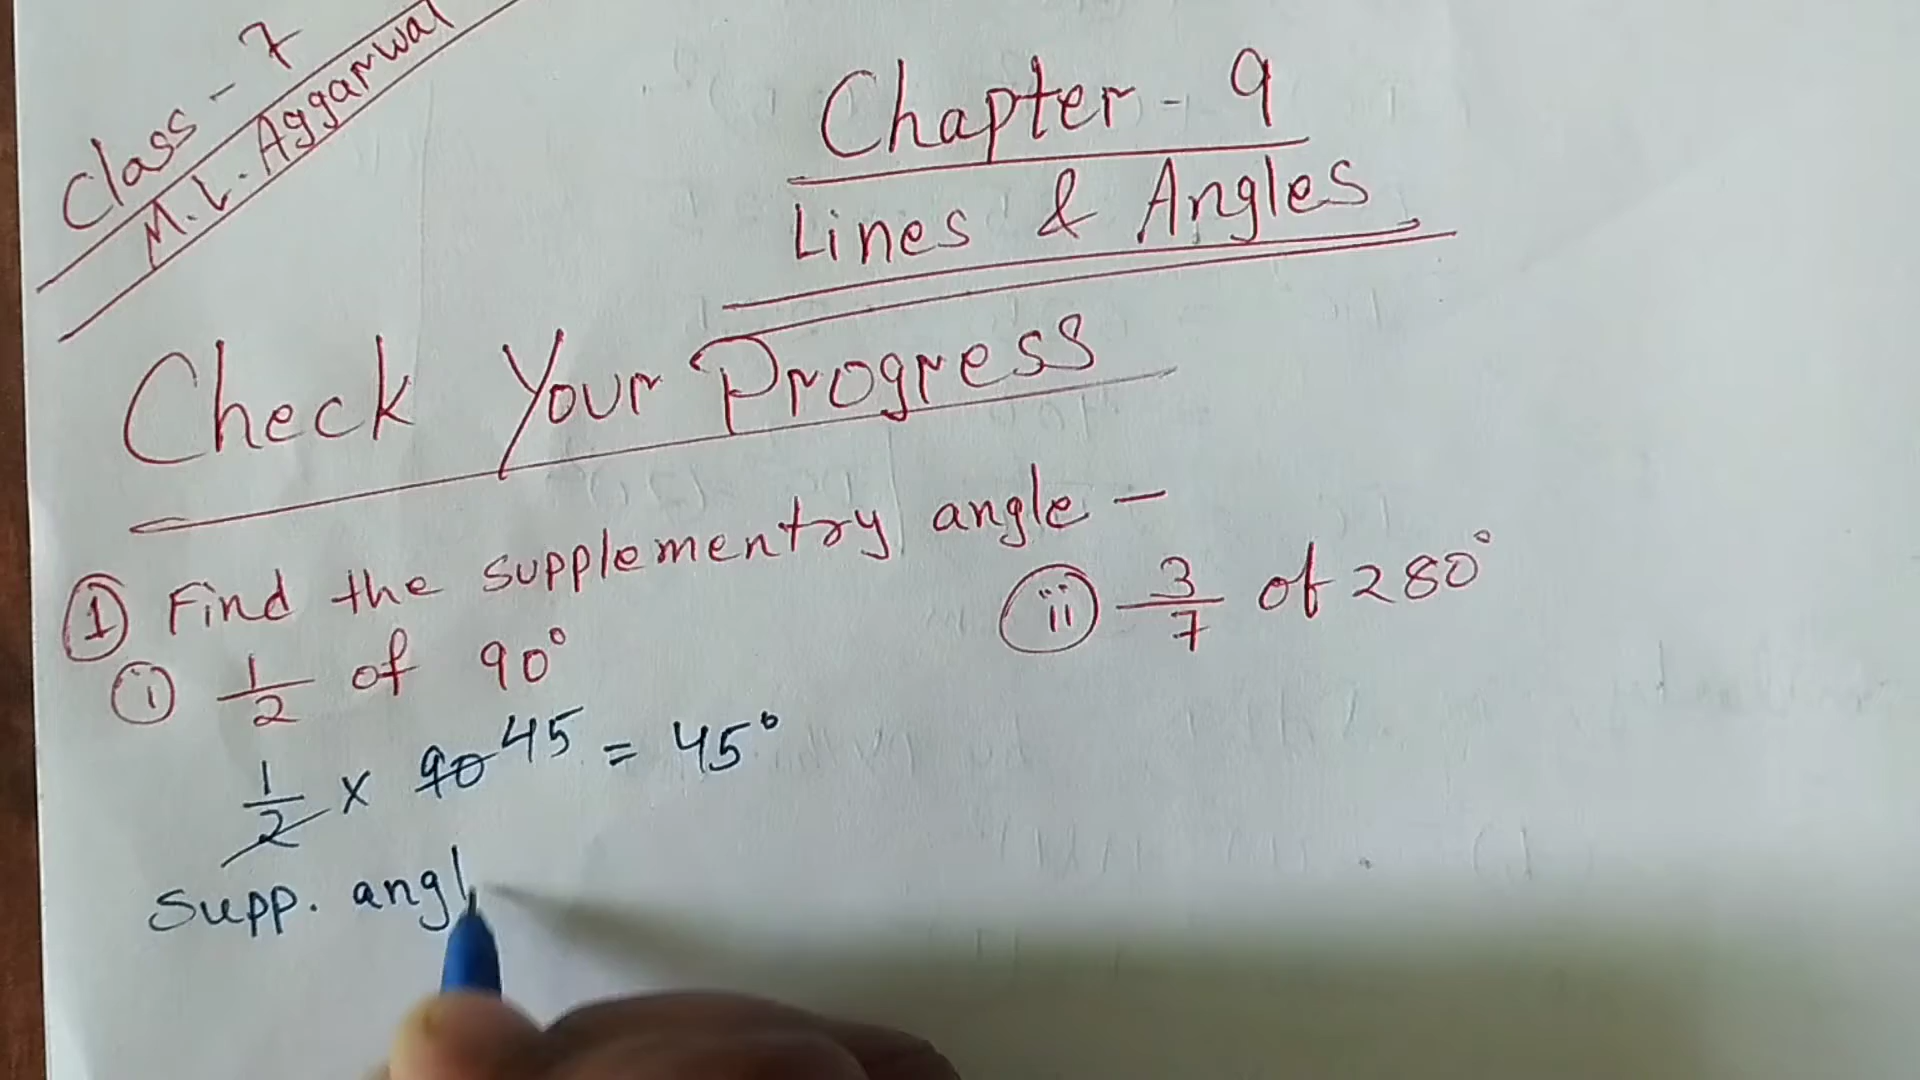 Class - 7
M.L. Aggarwal
Chapter - 9
Lines & Angles
Check Your Progress
① Find the supplementry angle -
ⓘ 1/2 of 90°
ⓘⓘ 3/7 of 280°
1/2 × 90 45 = 45°
Supp. angl